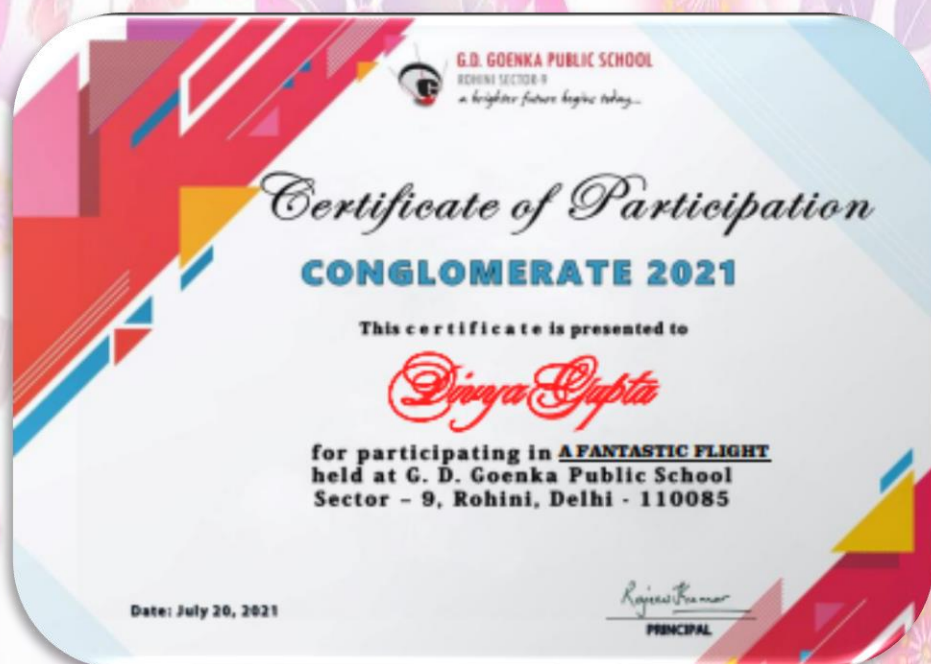 G.D. GOENKA PUBLIC SCHOOL
ROHINI SECTOR-9
a brighter future begins today...
Certificate of Participation
CONGLOMERATE 2021
This certificate is presented to
Divya Gupta
for participating in A FANTASTIC FLIGHT
held at G. D. Goenka Public School
Sector – 9, Rohini, Delhi - 110085
Rajeev Kumar
Date: July 20, 2021
PRINCIPAL